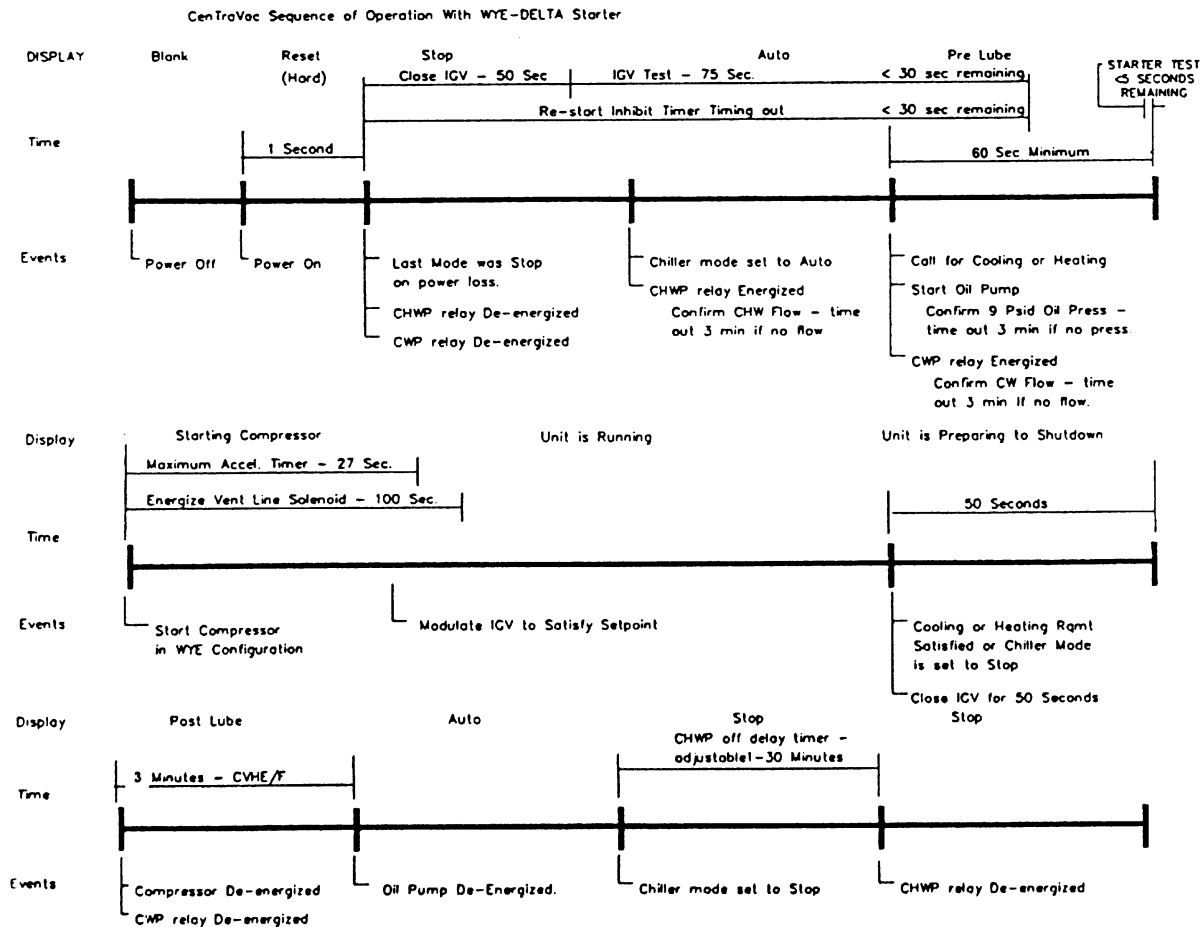 CenTraVac Sequence of Operation With WYE-DELTA Starter
DISPLAY Blank Reset Stop Auto Pre Lube
(Hard)
STARTER TEST
<5 SECONDS
REMAINING
Close IGV - 50 Sec IGV Test - 75 Sec. < 30 sec remaining
Re-start Inhibit Timer Timing out < 30 sec remaining
Time
1 Second
60 Sec Minimum
Events
Power Off
Power On
Last Mode was Stop
on power loss.
CHWP relay De-energized
CWP relay De-energized
Chiller mode set to Auto
CHWP relay Energized
Confirm CHW Flow - time
out 3 min if no flow
Call for Cooling or Heating
Start Oil Pump
Confirm 9 Psid Oil Press -
time out 3 min if no press.
CWP relay Energized
Confirm CW Flow - time
out 3 min If no flow.
Display Starting Compressor Unit is Running Unit is Preparing to Shutdown
Maximum Accel. Timer - 27 Sec.
Energize Vent Line Solenoid - 100 Sec.
50 Seconds
Time
Events
Start Compressor
in WYE Configuration
Modulate IGV to Satisfy Setpoint
Cooling or Heating Rqmt
Satisfied or Chiller Mode
is set to Stop
Close IGV for 50 Seconds
Display Post Lube Auto Stop Stop
CHWP off delay timer -
adjustable1-30 Minutes
3 Minutes - CVHE/F
Time
Events
Compressor De-energized
CWP relay De-energized
Oil Pump De-Energized.
Chiller mode set to Stop
CHWP relay De-energized